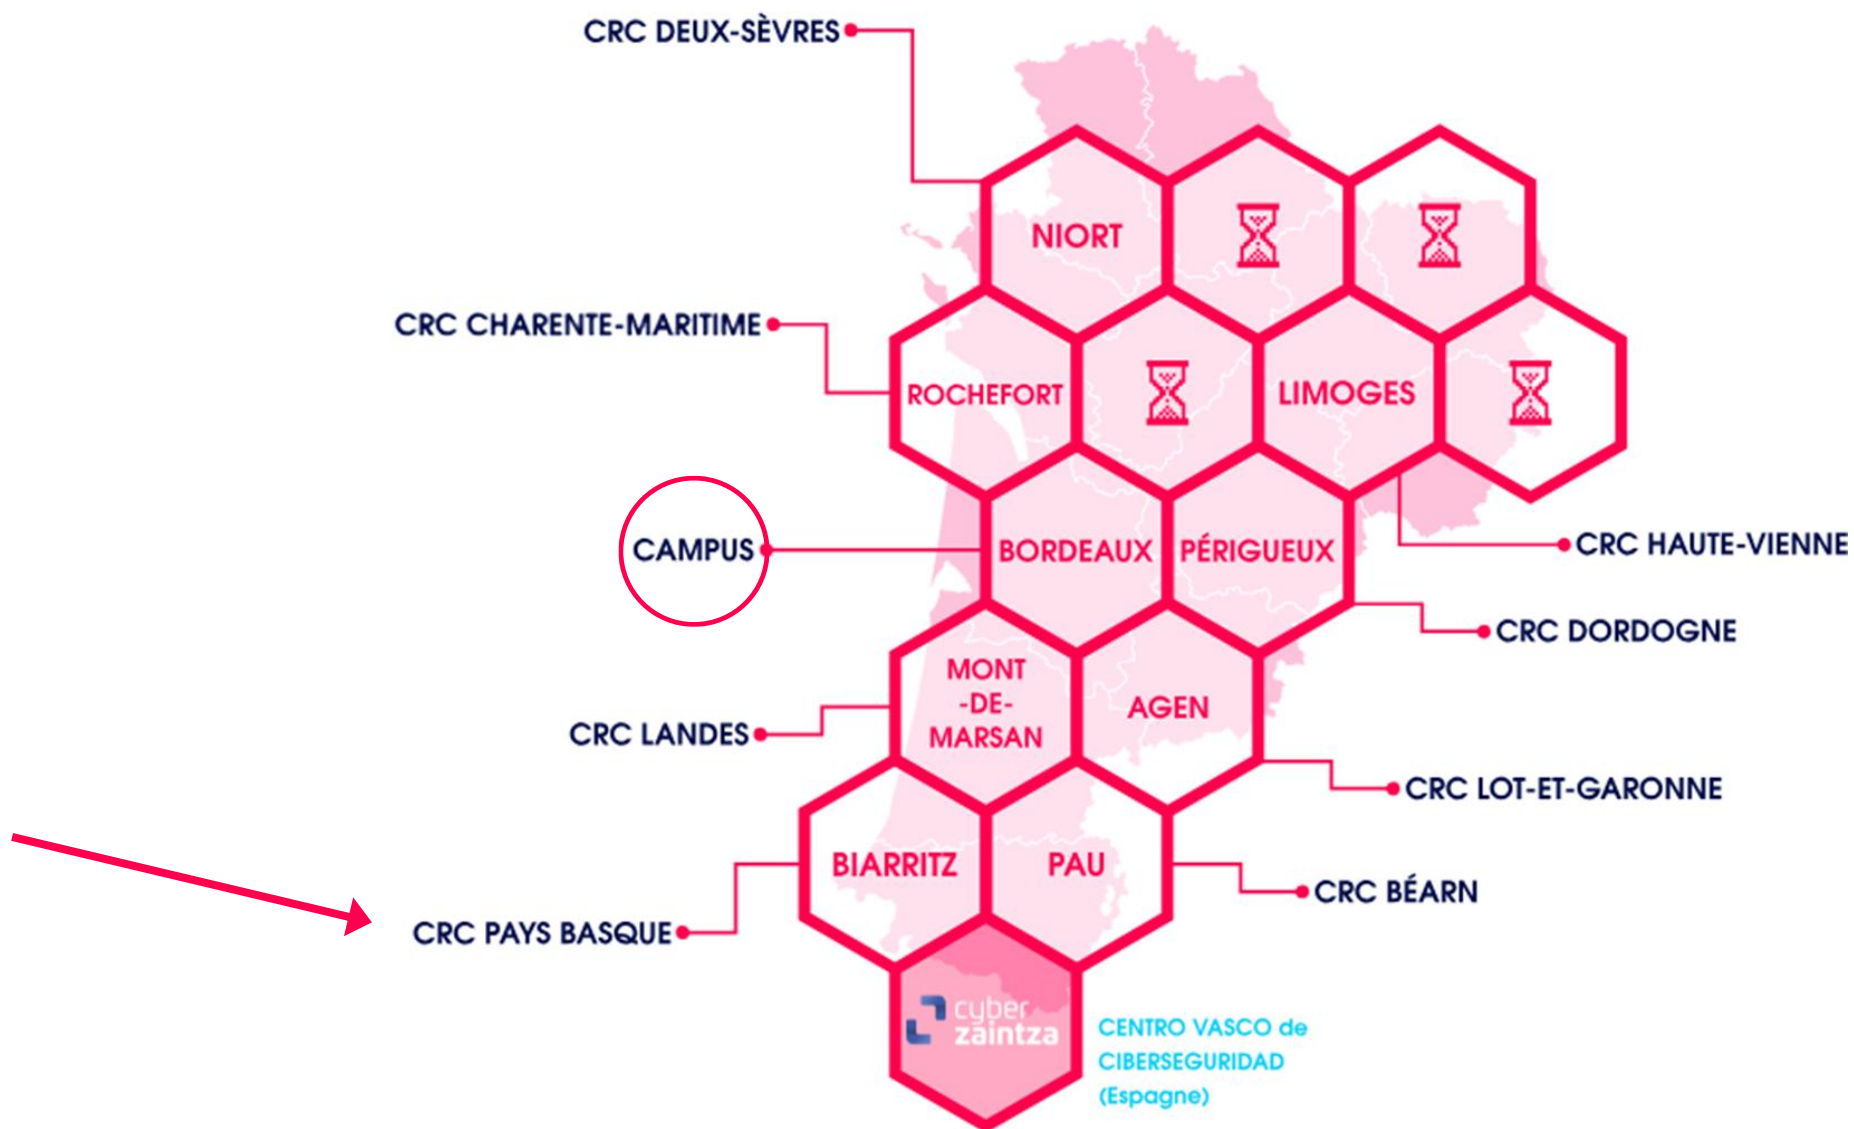 CRC DEUX-SÈVRES
NIORT
CRC CHARENTE-MARITIME
ROCHEFORT
LIMOGES
CAMPUS
BORDEAUX
PÉRIGUEUX
CRC HAUTE-VIENNE
CRC DORDOGNE
MONT
-DE-
MARSAN
AGEN
CRC LANDES
CRC LOT-ET-GARONNE
BIARRITZ
PAU
CRC BÉARN
CRC PAYS BASQUE
cyber
zaintza
CENTRO VASCO de
CIBERSEGURIDAD
(Espagne)